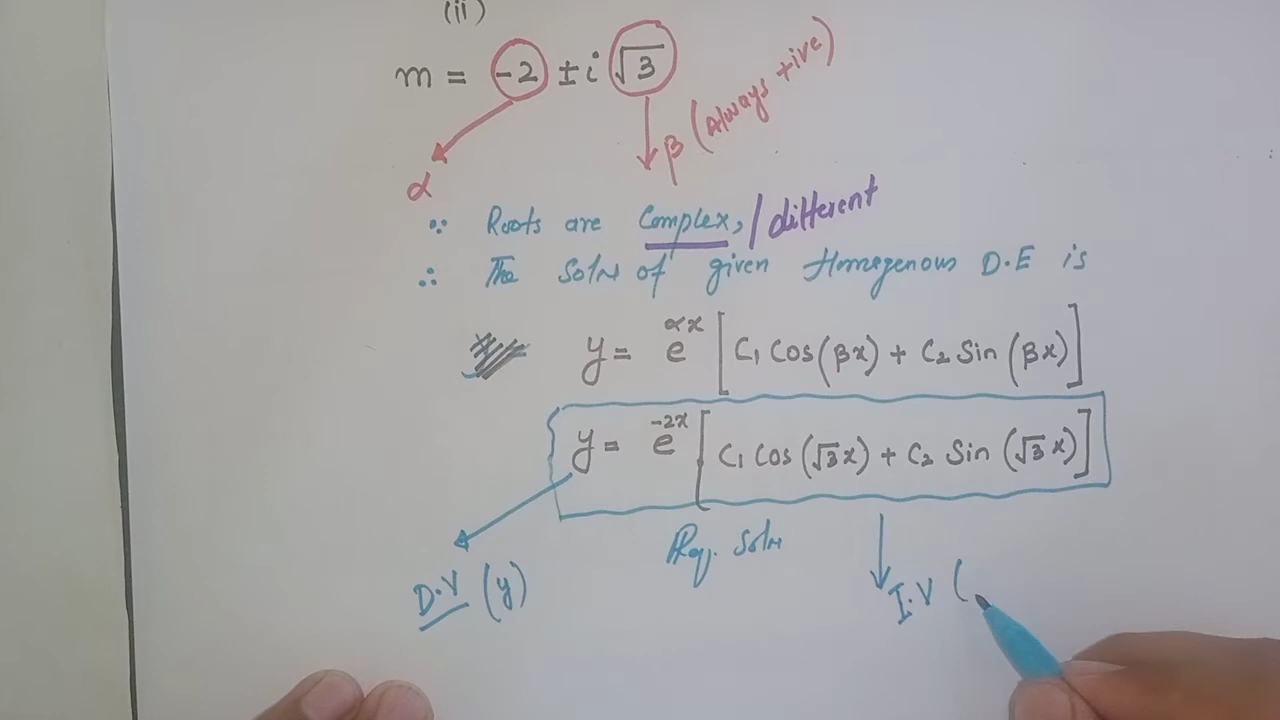 (ii)
m = -2 ± i √3
α
β (Always +ive)
∵ Roots are Complex, / different
∴ The Soln of given Homogenous D.E is
y = e^{αx} [C₁ Cos(βx) + C₂ Sin(βx)]
y = e^{-2x} [C₁ Cos(√3x) + C₂ Sin(√3x)]
Req. Soln
D.V (y)
I.V (